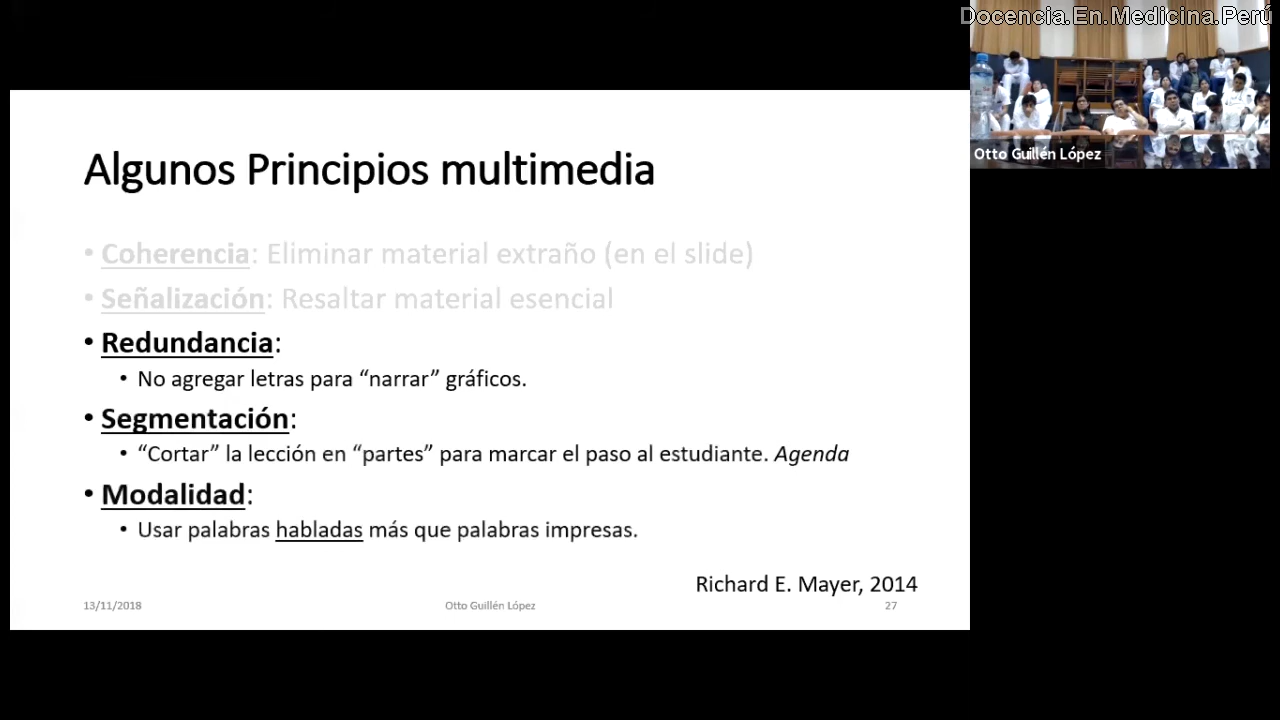 Docencia.En.Medicina.Perú
Otto Guillén López
Algunos Principios multimedia
• Coherencia: Eliminar material extraño (en el slide)
• Señalización: Resaltar material esencial
• Redundancia:
• No agregar letras para “narrar” gráficos.
• Segmentación:
• “Cortar” la lección en “partes” para marcar el paso al estudiante. Agenda
• Modalidad:
• Usar palabras habladas más que palabras impresas.
Richard E. Mayer, 2014
13/11/2018 Otto Guillén López 27